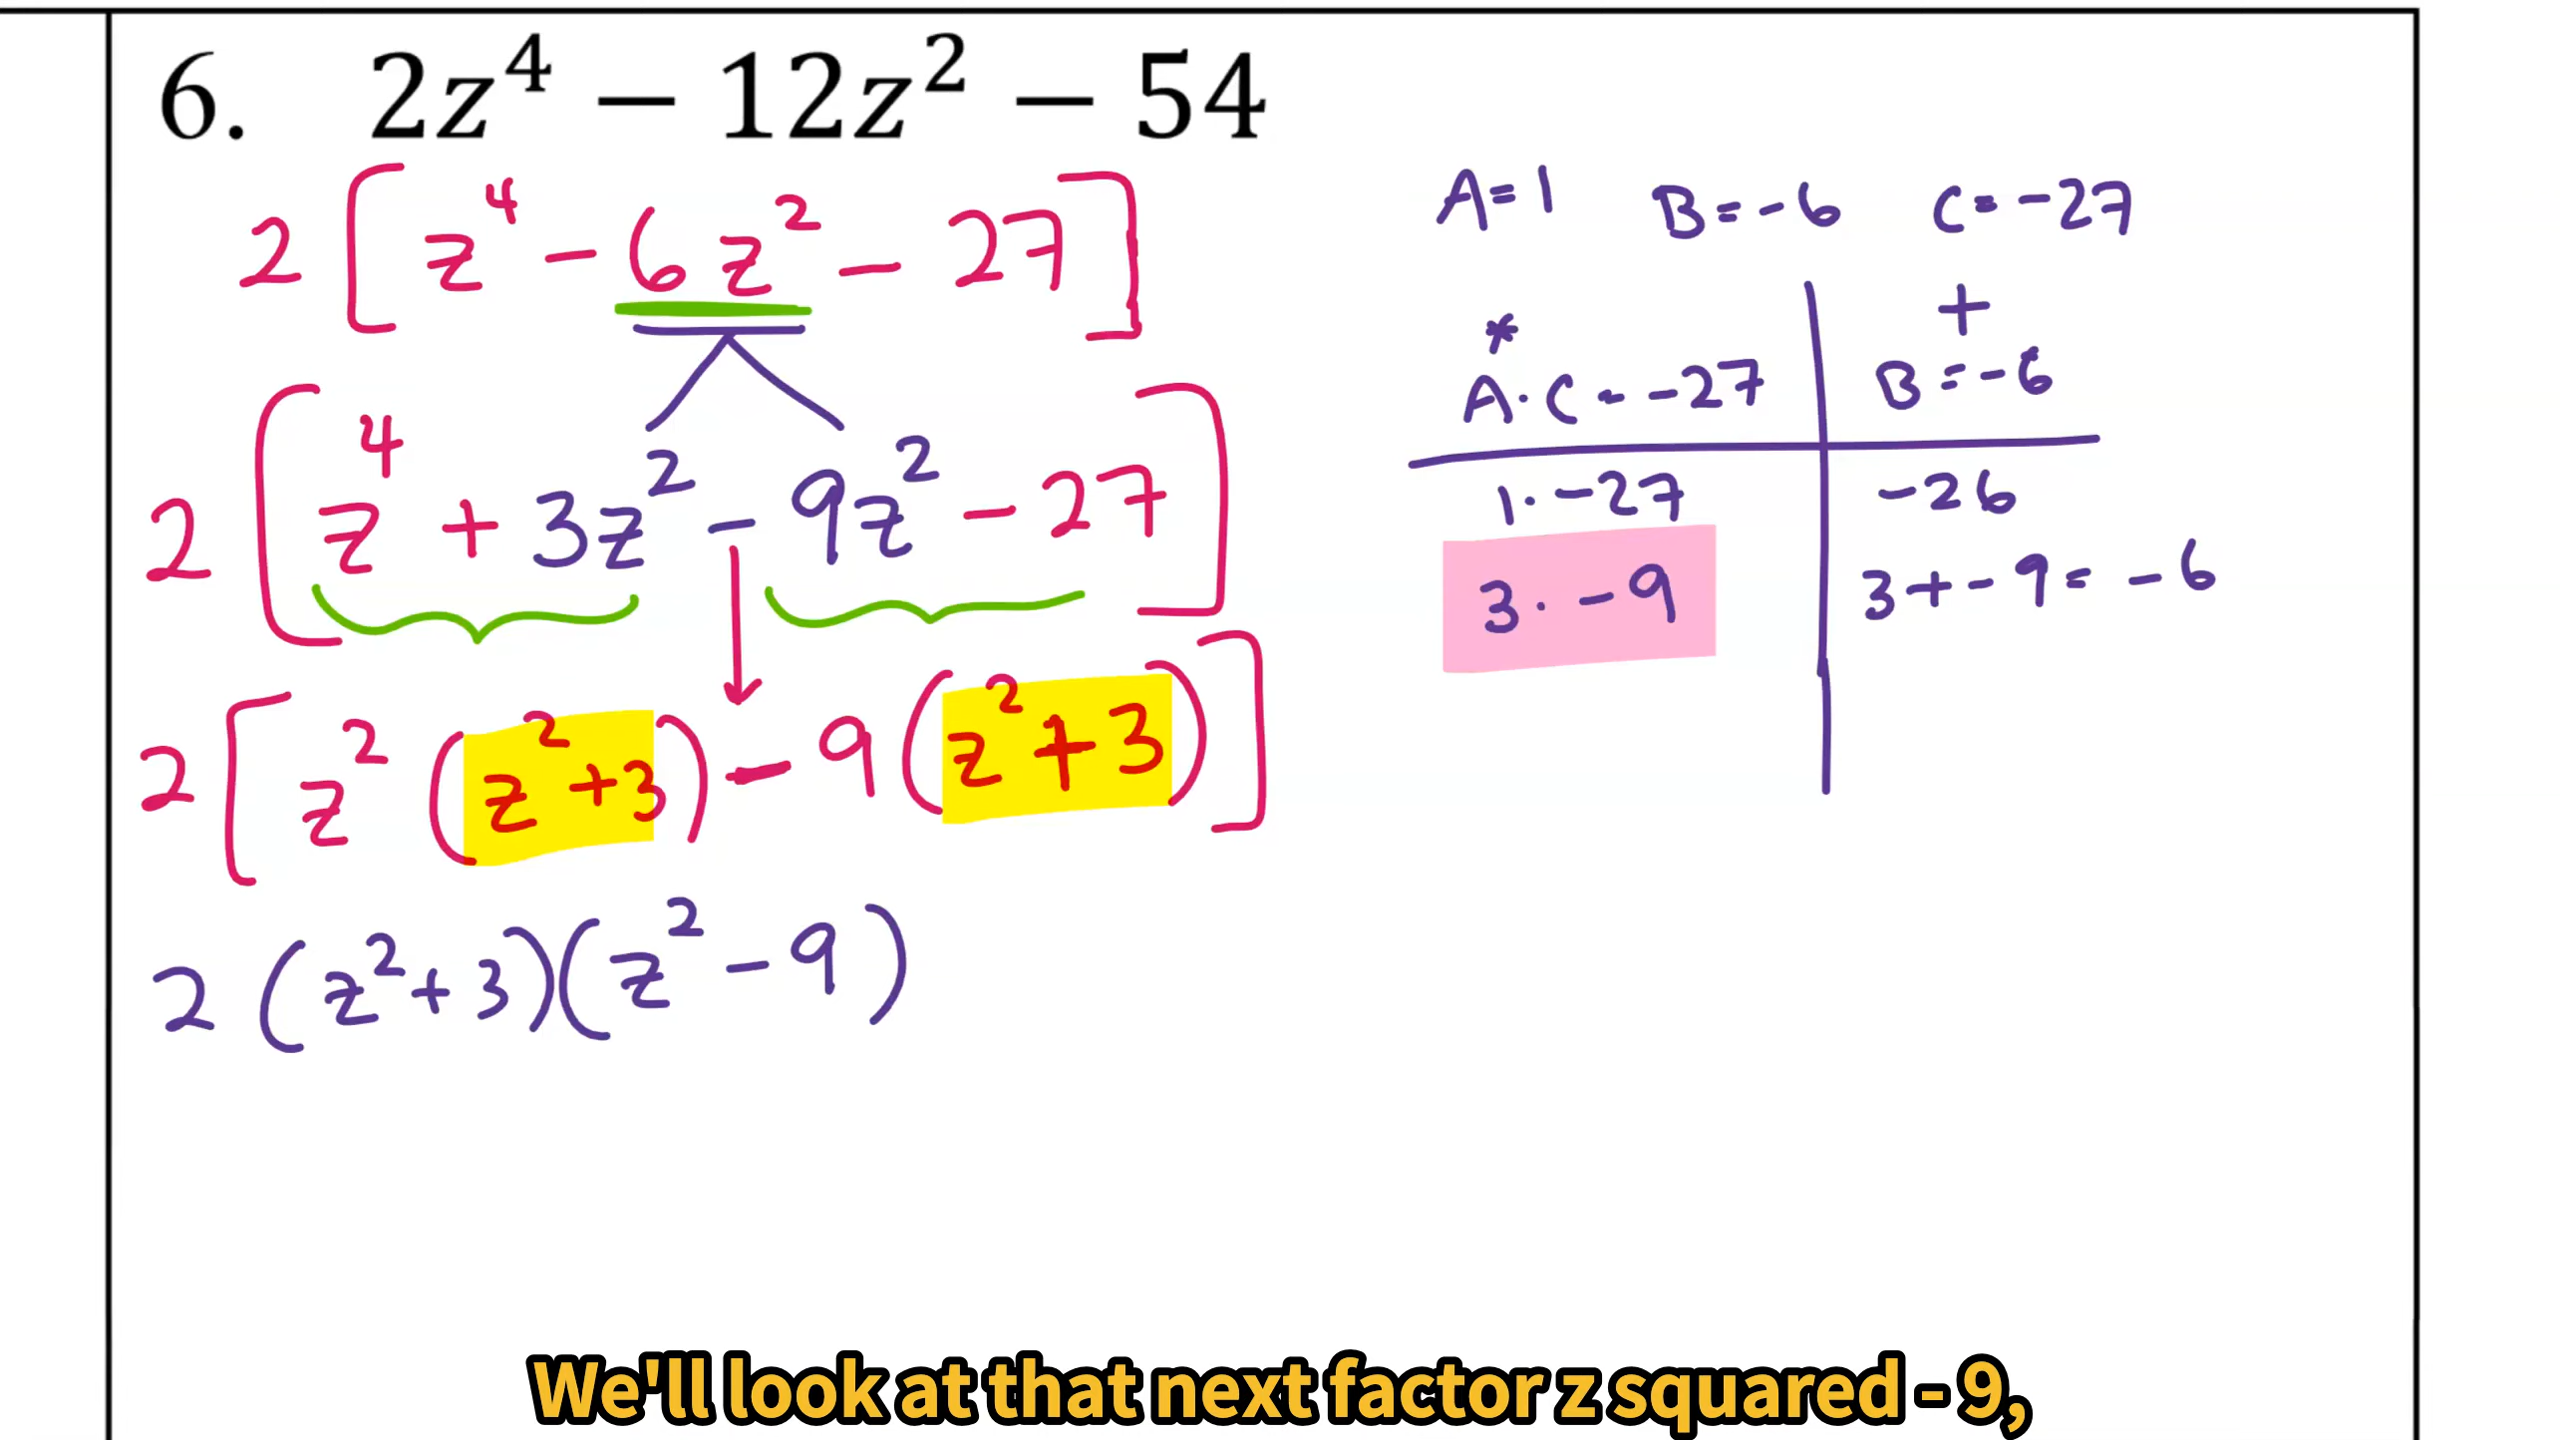 6. 2z⁴ − 12z² − 54
2[z⁴ − 6z² − 27]
2[z⁴ + 3z² − 9z² − 27]
2[z²(z²+3) − 9(z²+3)]
2(z²+3)(z²−9)
A=1 B=-6 C=-27
* +
A·C=-27 B=-6
1·-27 -26
3·-9 3+-9=-6
We'll look at that next factor z squared - 9,